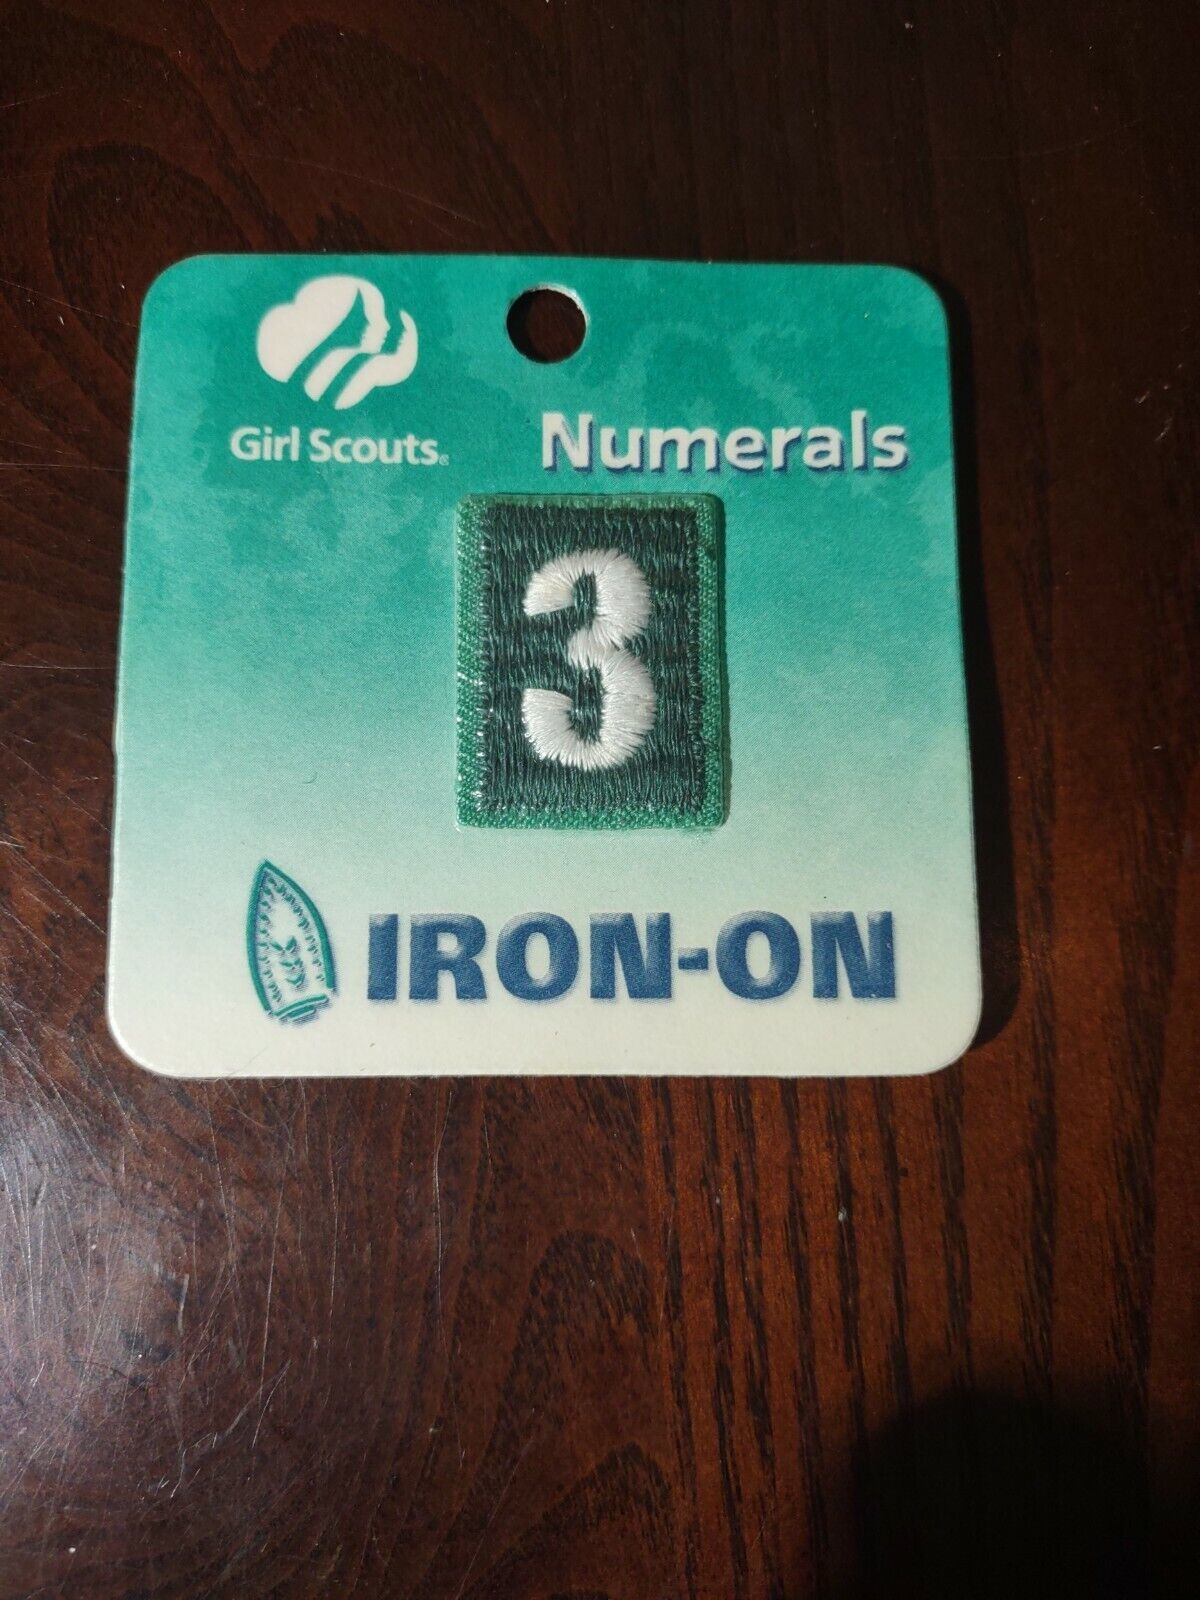 Girl Scouts®
Numerals
3
IRON-ON